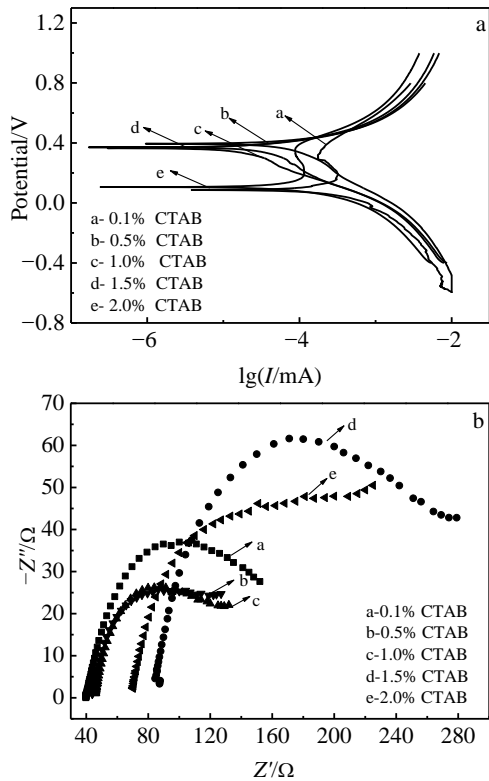 a
1.2
0.8
0.4
0.0
−0.4
−0.8
Potential/V
d c b a
e
a- 0.1% CTAB
b- 0.5% CTAB
c- 1.0% CTAB
d- 1.5% CTAB
e- 2.0% CTAB
−6 −4 −2
lg(I/mA)
b
70
60
50
40
30
20
10
0
−Z″/Ω
d
e
a
b
c
a-0.1% CTAB
b-0.5% CTAB
c-1.0% CTAB
d-1.5% CTAB
e-2.0% CTAB
40 80 120 160 200 240 280
Z′/Ω